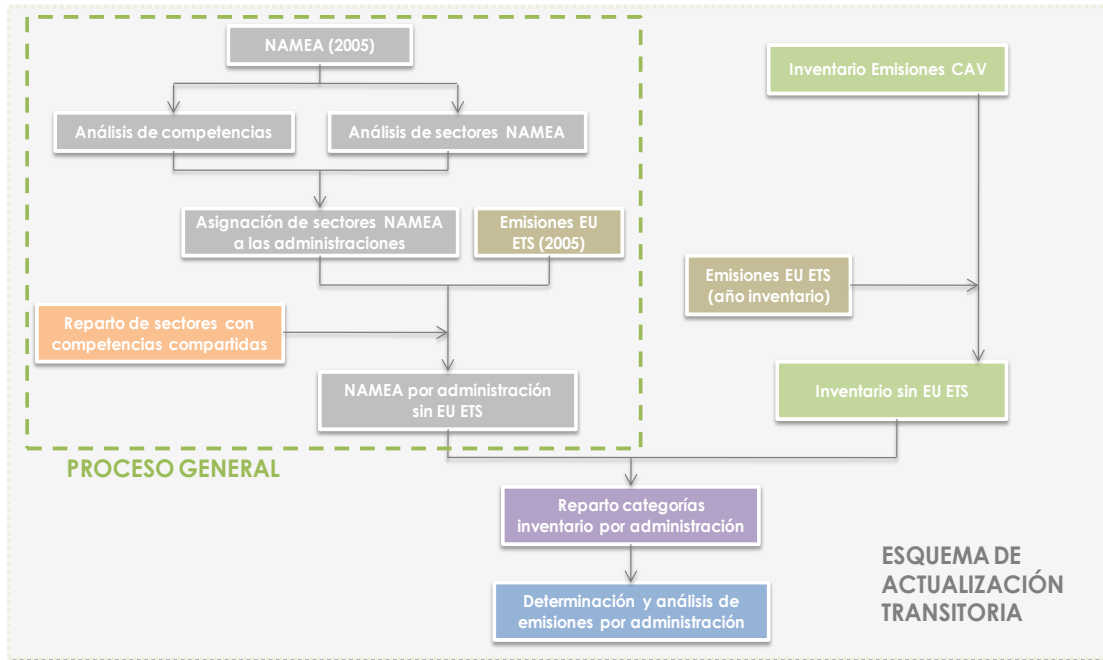 NAMEA (2005)
Inventario Emisiones CAV
Análisis de competencias
Análisis de sectores NAMEA
Asignación de sectores NAMEA
a las administraciones
Emisiones EU
ETS (2005)
Emisiones EU ETS
(año inventario)
Reparto de sectores con
competencias compartidas
NAMEA por administración
sin EU ETS
Inventario sin EU ETS
PROCESO GENERAL
Reparto categorías
inventario por administración
ESQUEMA DE
ACTUALIZACIÓN
TRANSITORIA
Determinación y análisis de
emisiones por administración